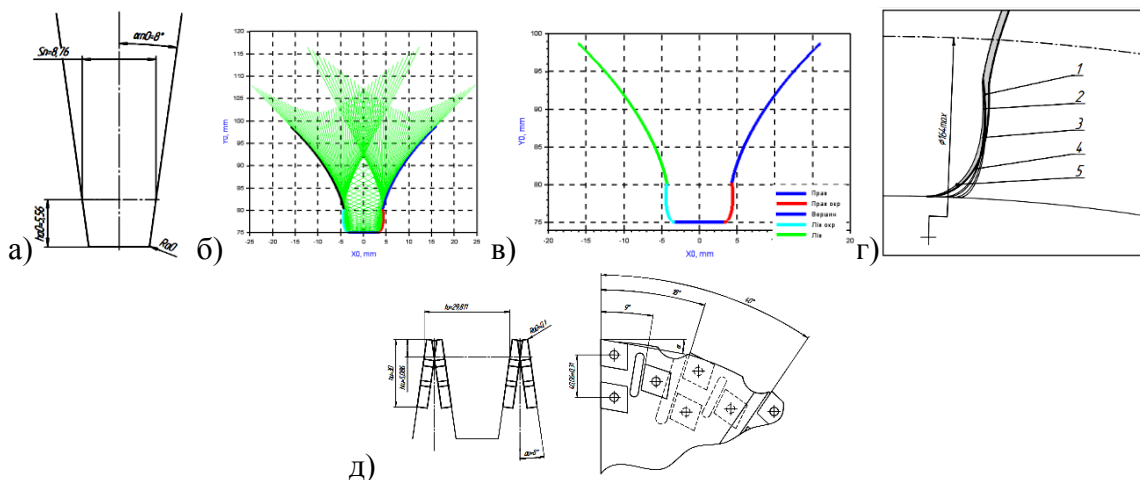 а)
Sn=8,76
αn0=8°
ha0=5,56
Ra0
б)
Y0, mm
120
115
110
105
100
95
90
85
80
75
-25 -20 -15 -10 -5 0 5 10 15 20 25
X0, mm
в)
Y0, mm
100
95
90
85
80
75
-20 -15 -10 -5 0 5 10 15 20
X0, mm
Прав
Прав окр
Вершин
Лів окр
Лів
г)
ø164max
1
2
3
4
5
д)
40°
18°
9°